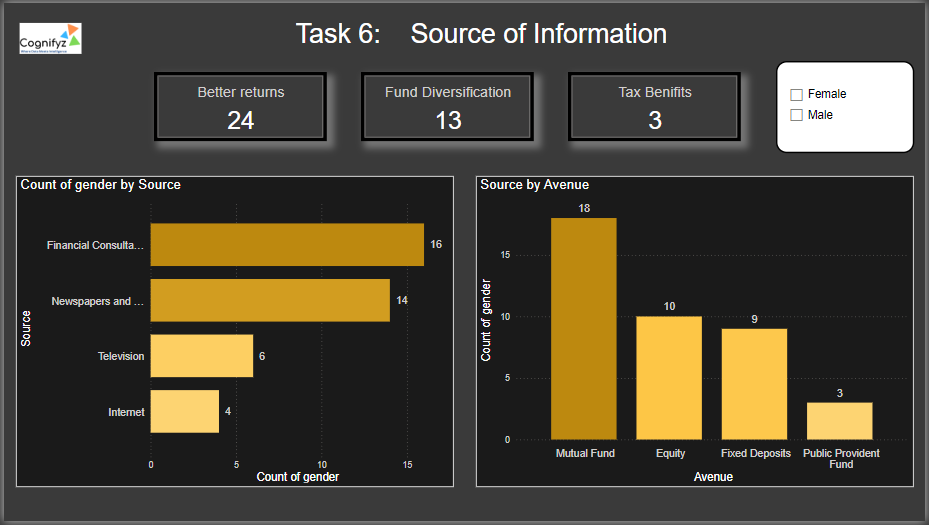 Cognifyz
Task 6: Source of Information
Better returns
24
Fund Diversification
13
Tax Benifits
3
Female
Male
Count of gender by Source
Source
Financial Consulta...
16
Newspapers and ...
14
Television
6
Internet
4
0 5 10 15
Count of gender
Source by Avenue
Count of gender
15
10
5
0
18
10
9
3
Mutual Fund
Equity
Fixed Deposits
Public Provident
Fund
Avenue